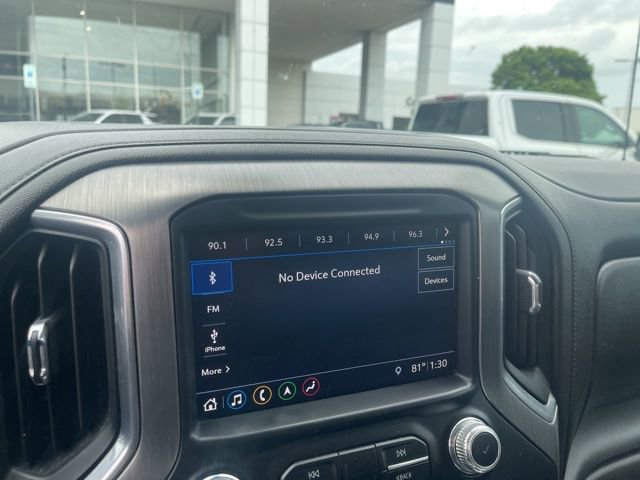 90.1 92.5 93.3 94.9 96.3
Sound
No Device Connected
Devices
FM
iPhone
More
81° 1:30
BACK